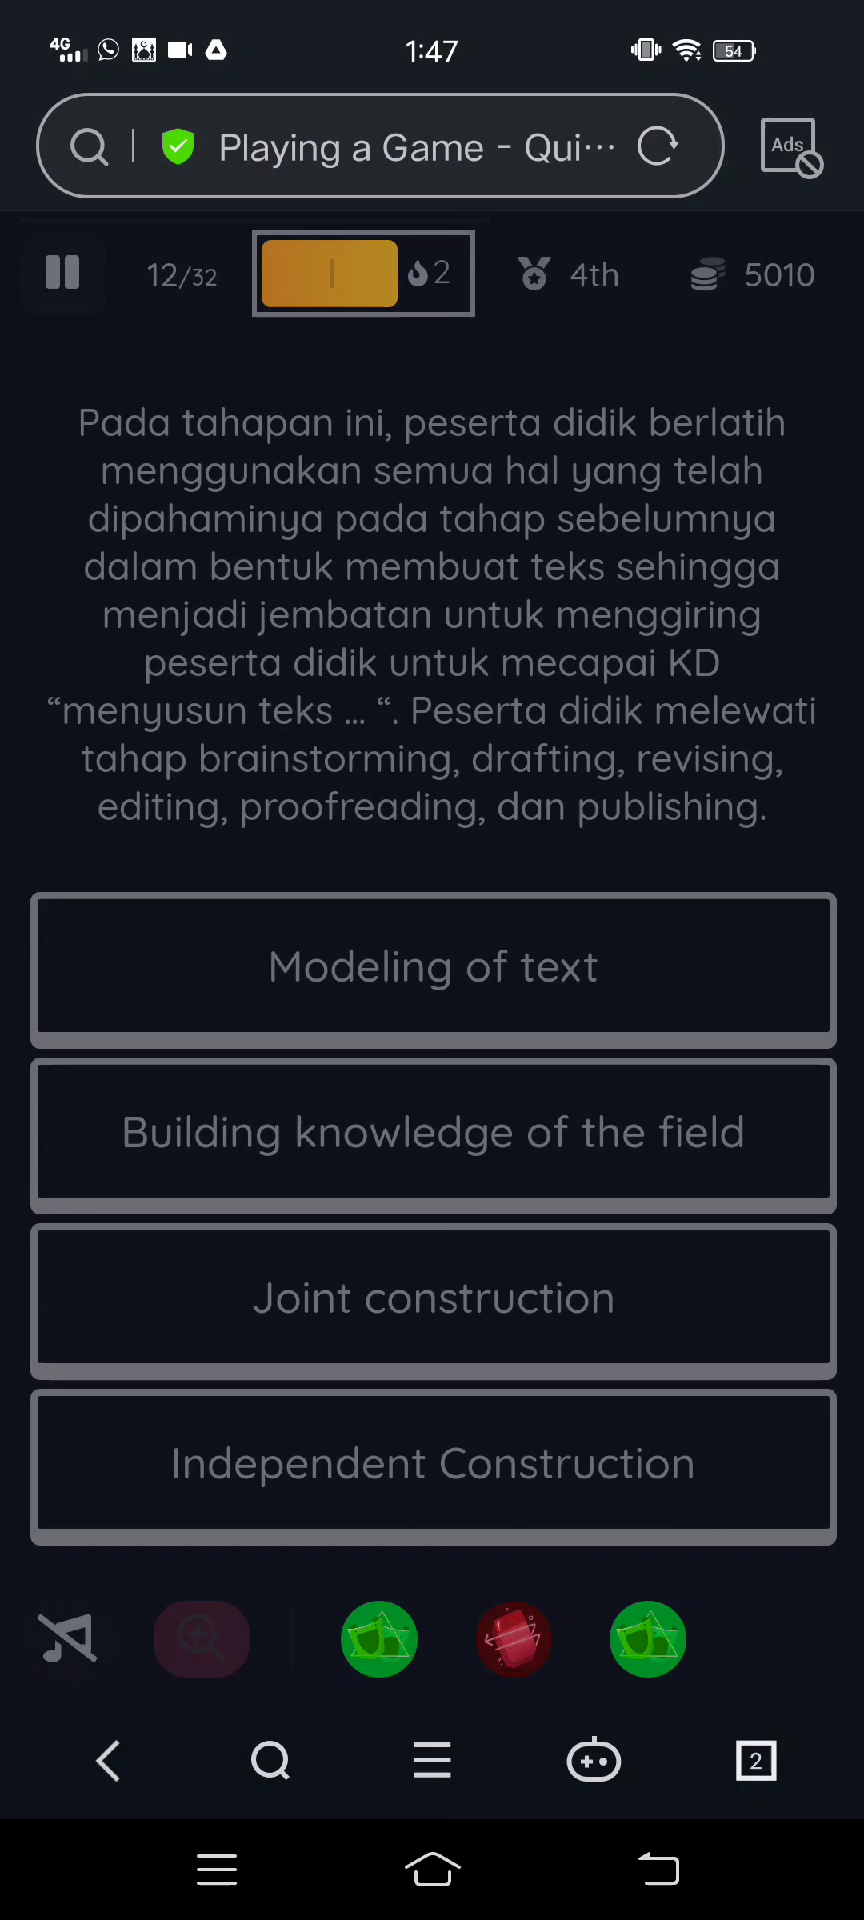 4G 1:47 54
Playing a Game - Qui... Ads
12/32 2 4th 5010
Pada tahapan ini, peserta didik berlatih
menggunakan semua hal yang telah
dipahaminya pada tahap sebelumnya
dalam bentuk membuat teks sehingga
menjadi jembatan untuk menggiring
peserta didik untuk mecapai KD
“menyusun teks ... “. Peserta didik melewati
tahap brainstorming, drafting, revising,
editing, proofreading, dan publishing.
Modeling of text
Building knowledge of the field
Joint construction
Independent Construction
2